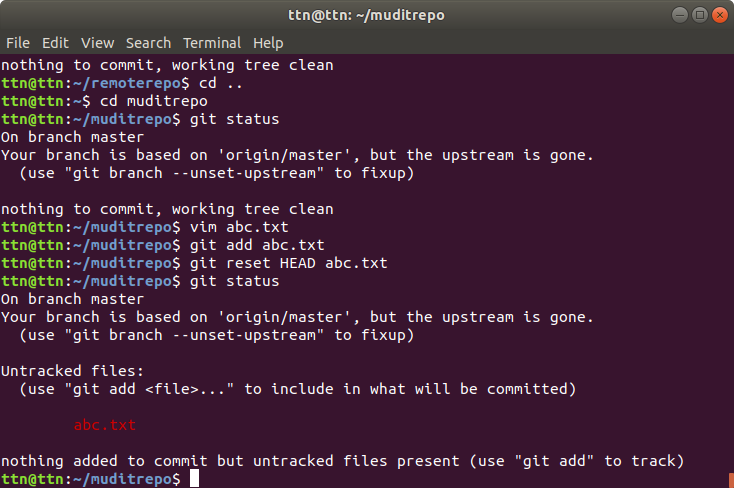 ttn@ttn: ~/muditrepo
File Edit View Search Terminal Help
nothing to commit, working tree clean
ttn@ttn:~/remoterepo$ cd ..
ttn@ttn:~$ cd muditrepo
ttn@ttn:~/muditrepo$ git status
On branch master
Your branch is based on 'origin/master', but the upstream is gone.
  (use "git branch --unset-upstream" to fixup)
nothing to commit, working tree clean
ttn@ttn:~/muditrepo$ vim abc.txt
ttn@ttn:~/muditrepo$ git add abc.txt
ttn@ttn:~/muditrepo$ git reset HEAD abc.txt
ttn@ttn:~/muditrepo$ git status
On branch master
Your branch is based on 'origin/master', but the upstream is gone.
  (use "git branch --unset-upstream" to fixup)
Untracked files:
  (use "git add <file>..." to include in what will be committed)
        abc.txt
nothing added to commit but untracked files present (use "git add" to track)
ttn@ttn:~/muditrepo$